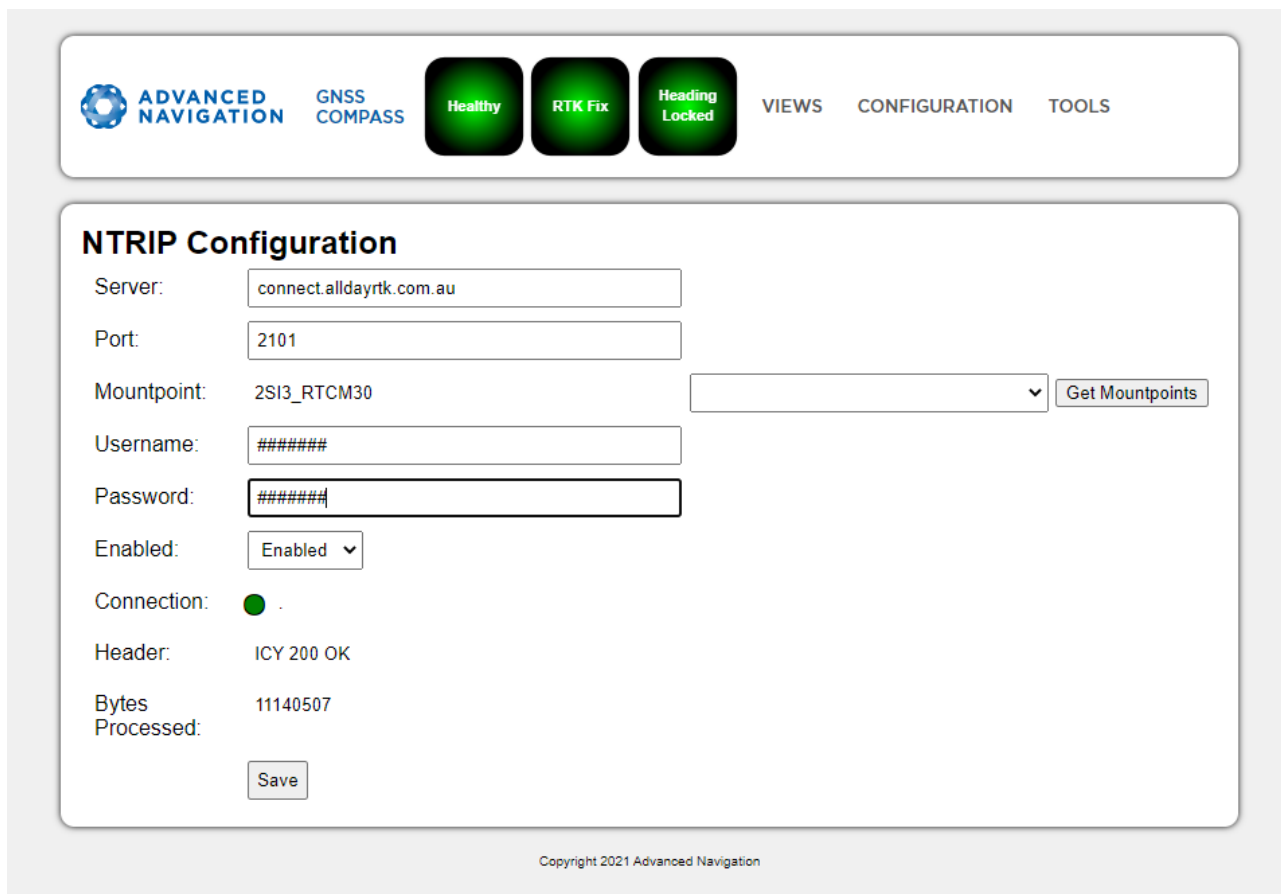 ADVANCED NAVIGATION
GNSS COMPASS
Healthy
RTK Fix
Heading Locked
VIEWS
CONFIGURATION
TOOLS
NTRIP Configuration
Server: connect.alldayrtk.com.au
Port: 2101
Mountpoint: 2SI3_RTCM30 Get Mountpoints
Username: #######
Password: #######
Enabled: Enabled
Connection: .
Header: ICY 200 OK
Bytes Processed: 11140507
Save
Copyright 2021 Advanced Navigation